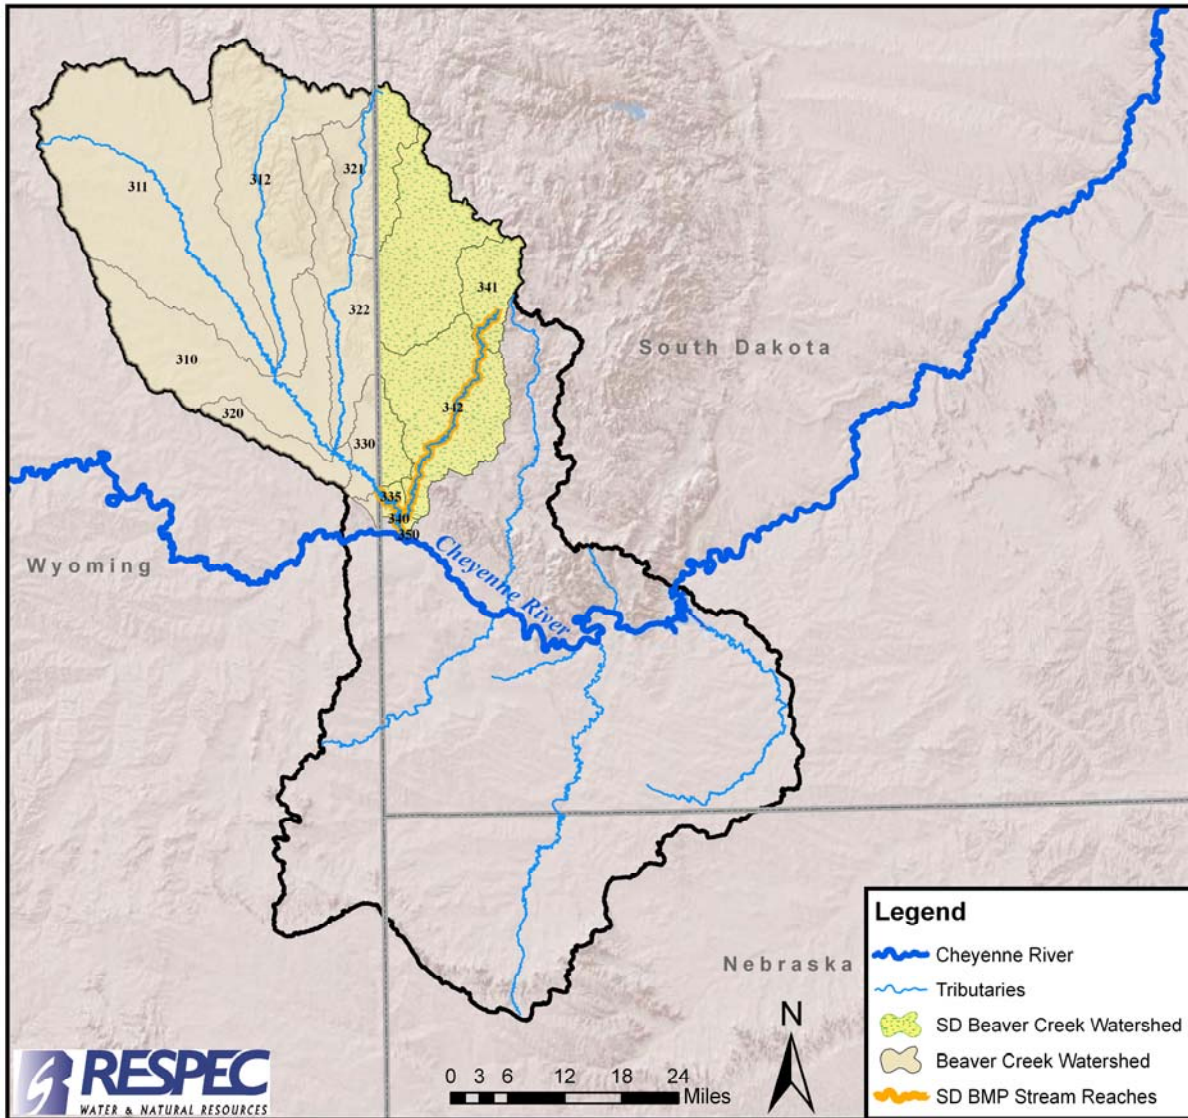 312
321
311
341
322
South Dakota
310
342
320
330
335
340
350
Cheyenne River
Wyoming
Nebraska
Legend
Cheyenne River
Tributaries
SD Beaver Creek Watershed
Beaver Creek Watershed
SD BMP Stream Reaches
N
0 3 6 12 18 24
Miles
RESPEC
WATER & NATURAL RESOURCES